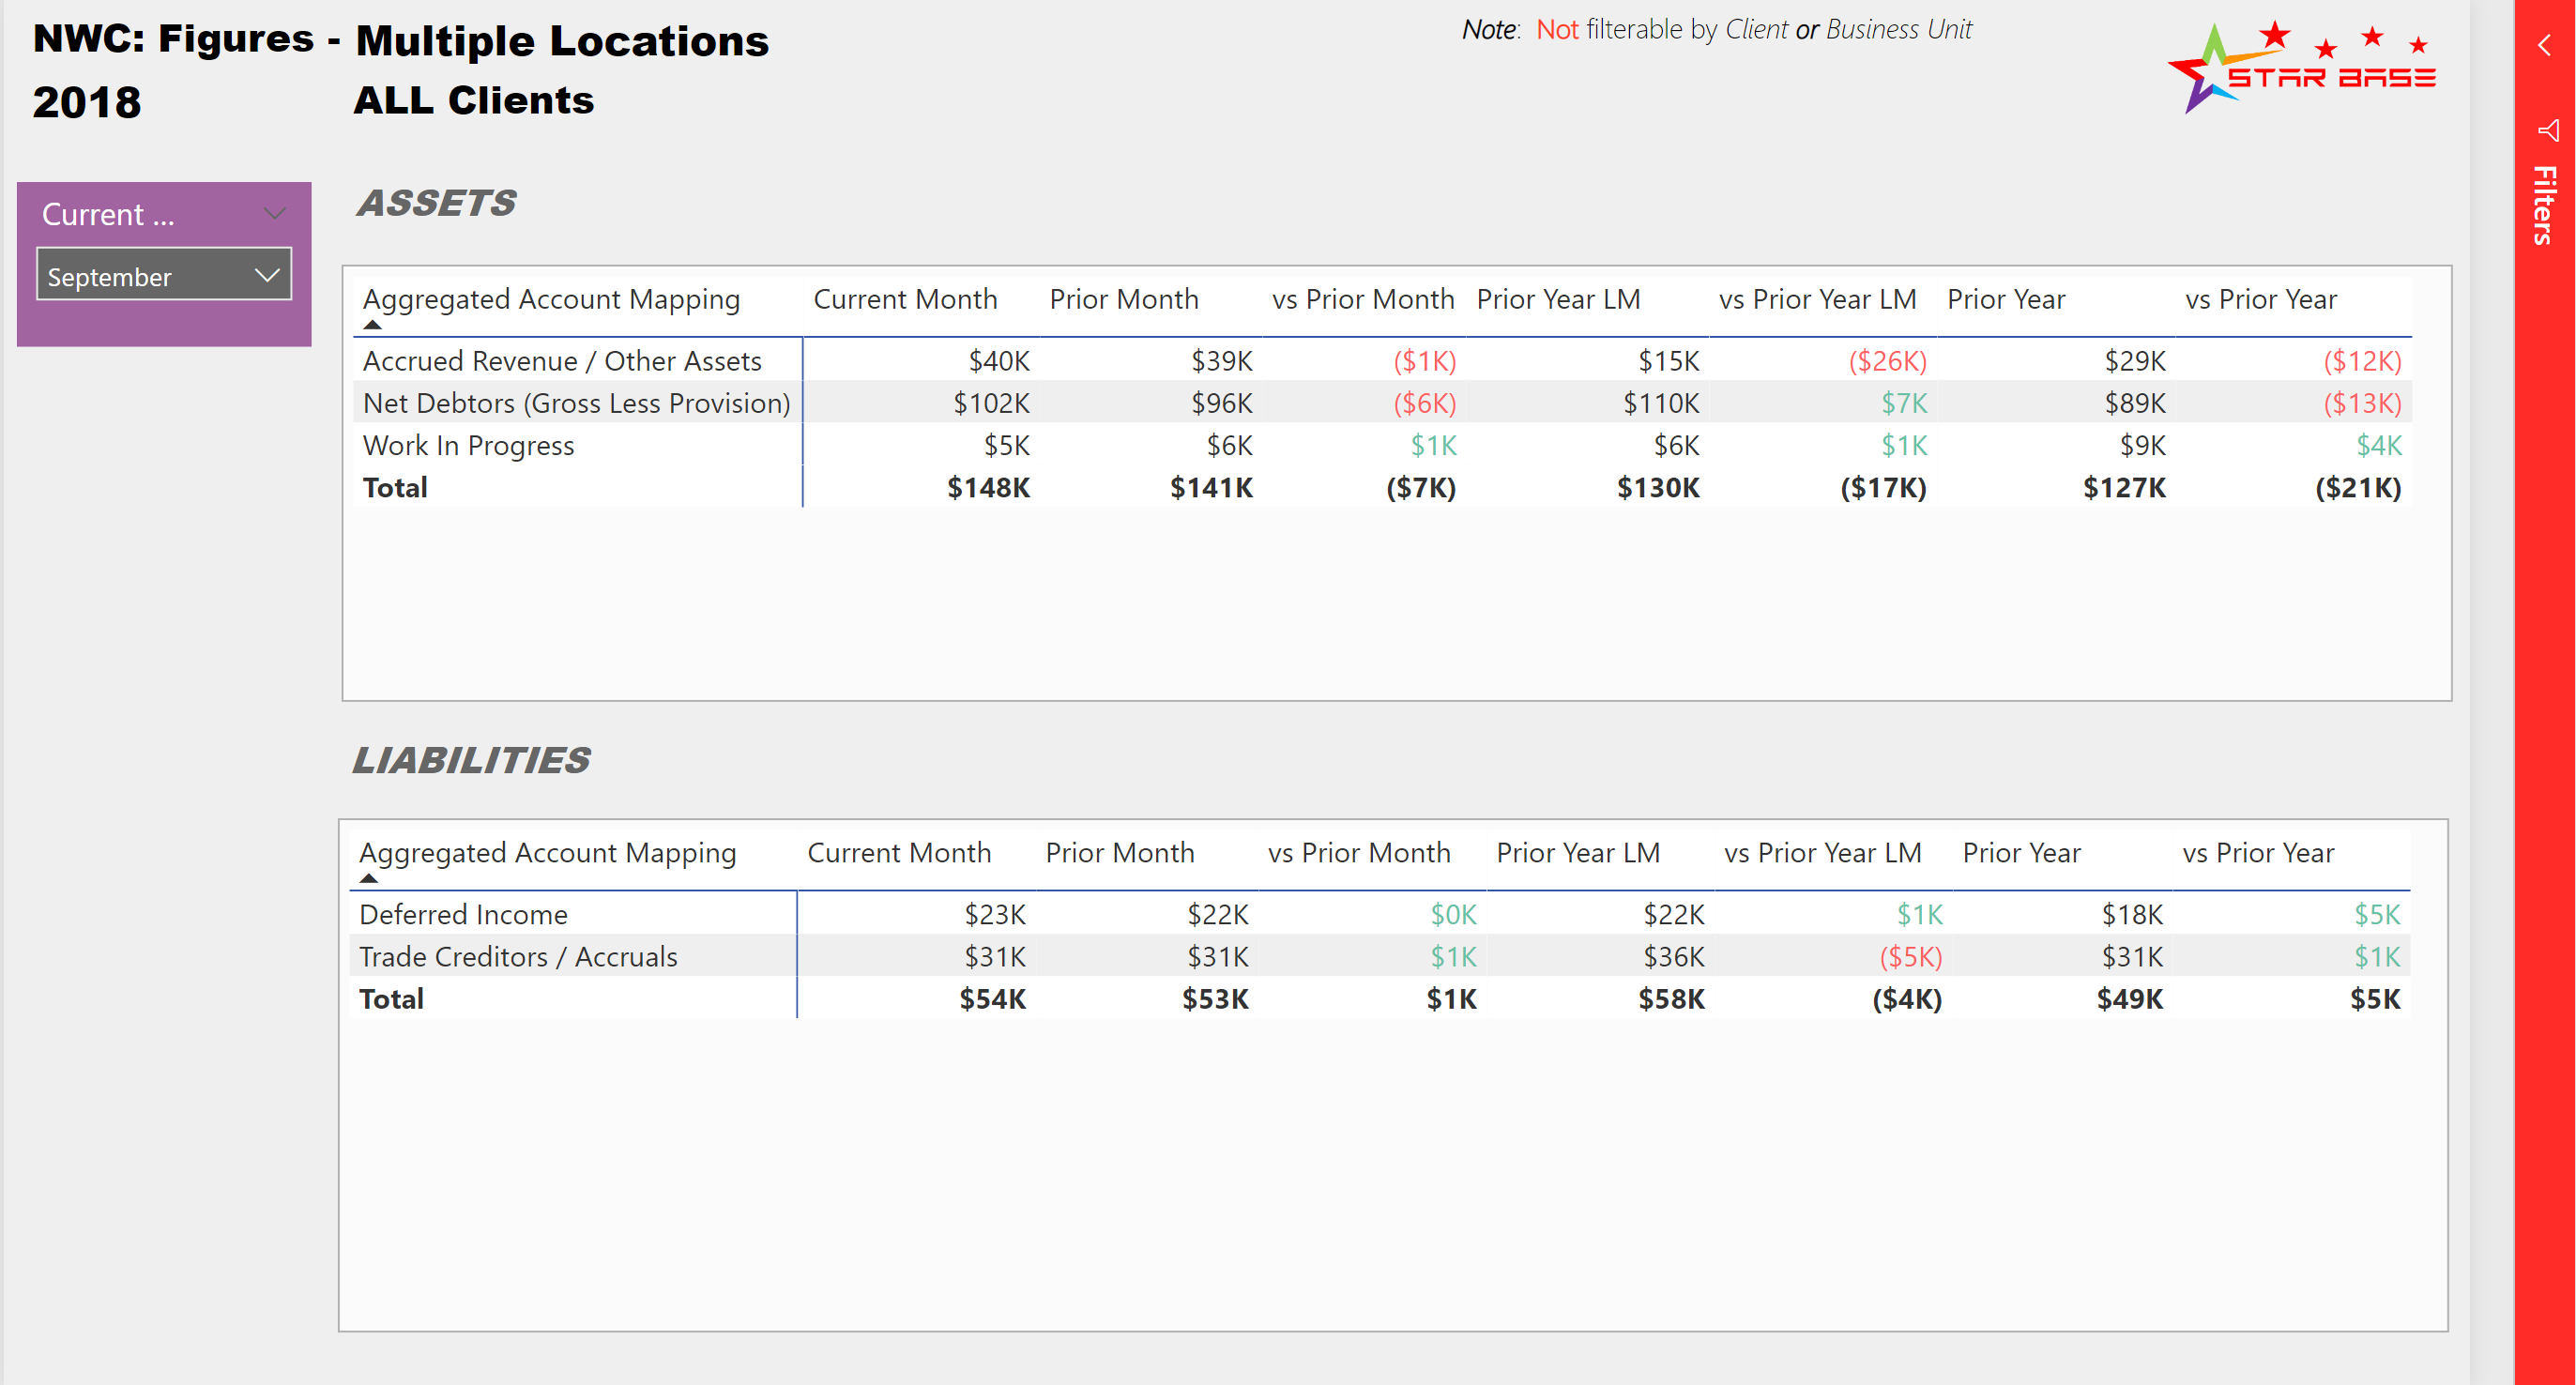 NWC: Figures - Multiple Locations
2018 ALL Clients
Note: Not filterable by Client or Business Unit
STAR BASE
Filters
Current ...
September
ASSETS
Aggregated Account Mapping Current Month Prior Month vs Prior Month Prior Year LM vs Prior Year LM Prior Year vs Prior Year
Accrued Revenue / Other Assets $40K $39K ($1K) $15K ($26K) $29K ($12K)
Net Debtors (Gross Less Provision) $102K $96K ($6K) $110K $7K $89K ($13K)
Work In Progress $5K $6K $1K $6K $1K $9K $4K
Total $148K $141K ($7K) $130K ($17K) $127K ($21K)
LIABILITIES
Aggregated Account Mapping Current Month Prior Month vs Prior Month Prior Year LM vs Prior Year LM Prior Year vs Prior Year
Deferred Income $23K $22K $0K $22K $1K $18K $5K
Trade Creditors / Accruals $31K $31K $1K $36K ($5K) $31K $1K
Total $54K $53K $1K $58K ($4K) $49K $5K